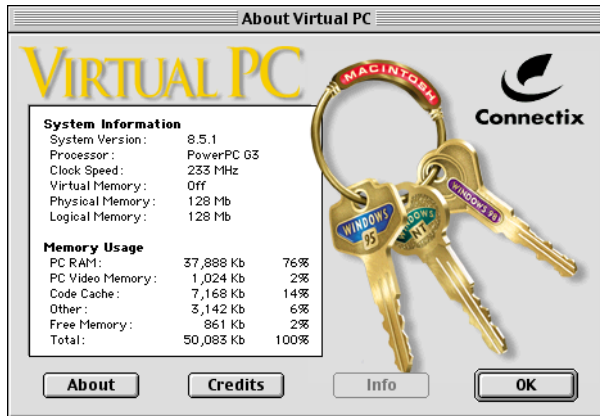 About Virtual PC
VIRTUAL PC
MACINTOSH
Connectix
System Information
System Version: 8.5.1
Processor: PowerPC G3
Clock Speed: 233 MHz
Virtual Memory: Off
Physical Memory: 128 Mb
Logical Memory: 128 Mb
Memory Usage
PC RAM: 37,888 Kb 76%
PC Video Memory: 1,024 Kb 2%
Code Cache: 7,168 Kb 14%
Other: 3,142 Kb 6%
Free Memory: 861 Kb 2%
Total: 50,083 Kb 100%
WINDOWS
95
WINDOWS
NT
WINDOWS 98
About
Credits
Info
OK